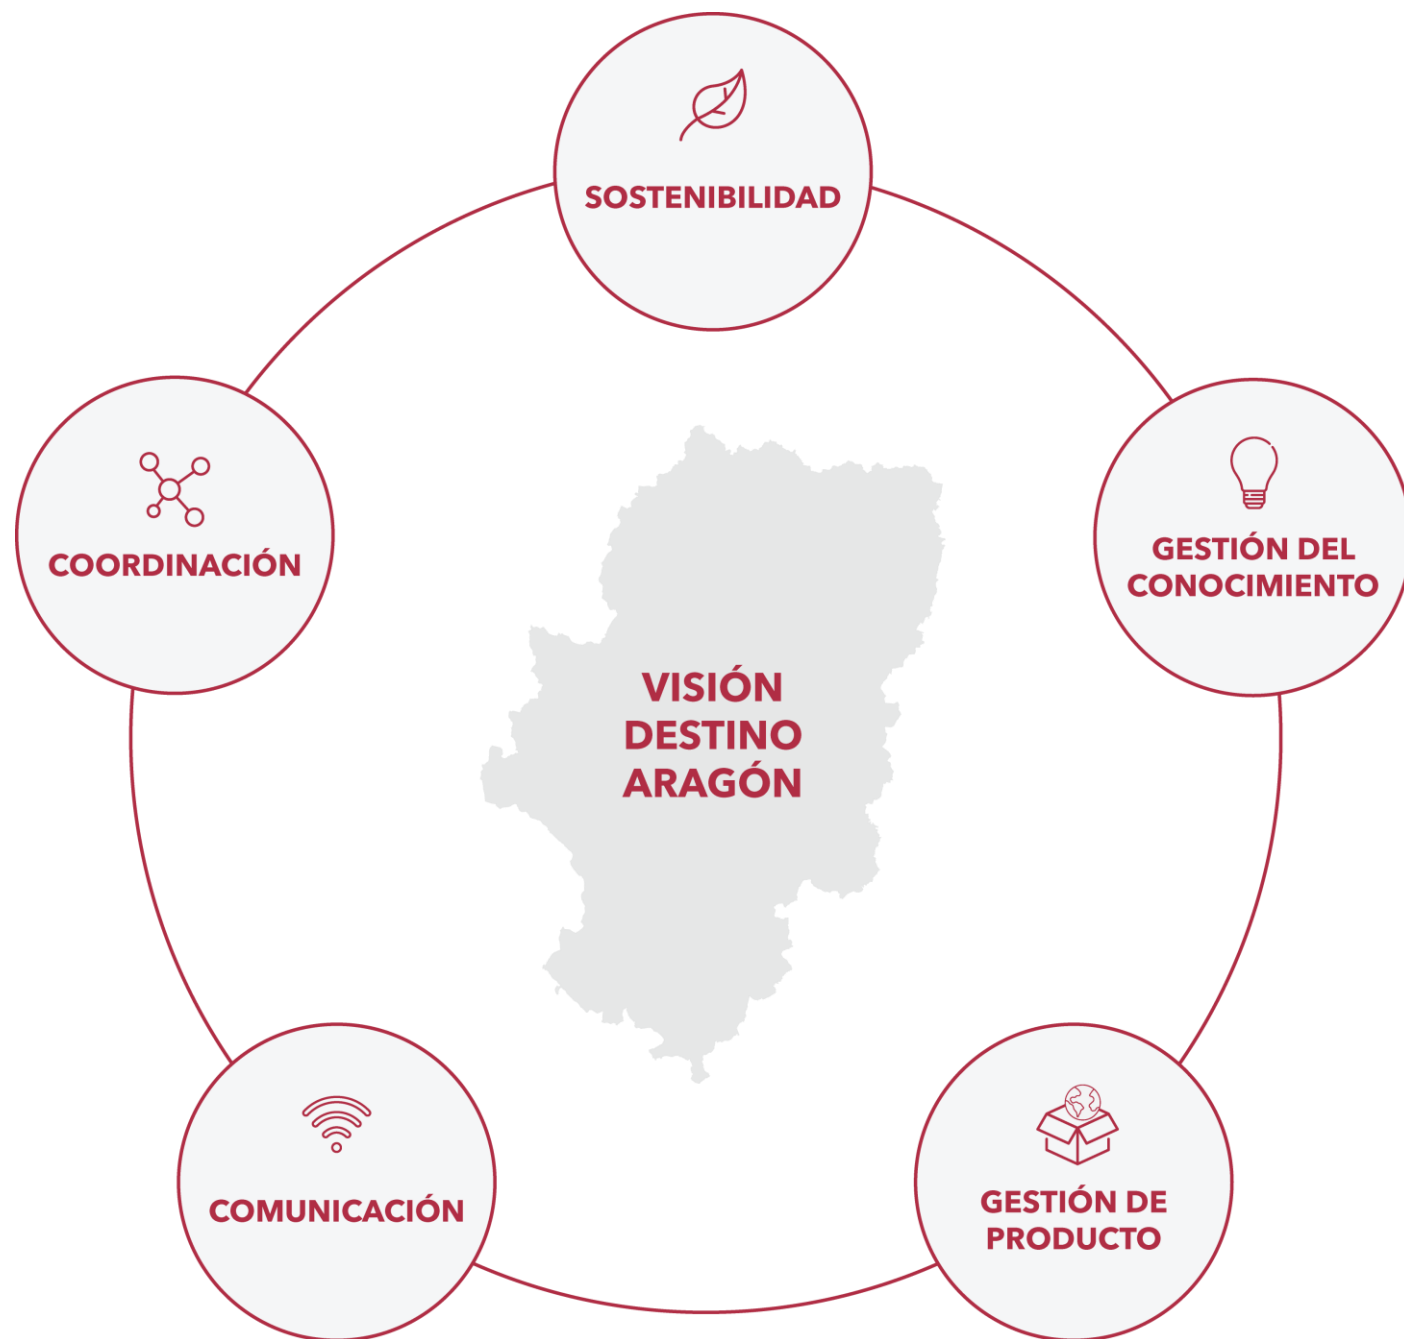 SOSTENIBILIDAD
COORDINACIÓN
GESTIÓN DEL
CONOCIMIENTO
VISIÓN
DESTINO
ARAGÓN
COMUNICACIÓN
GESTIÓN DE
PRODUCTO